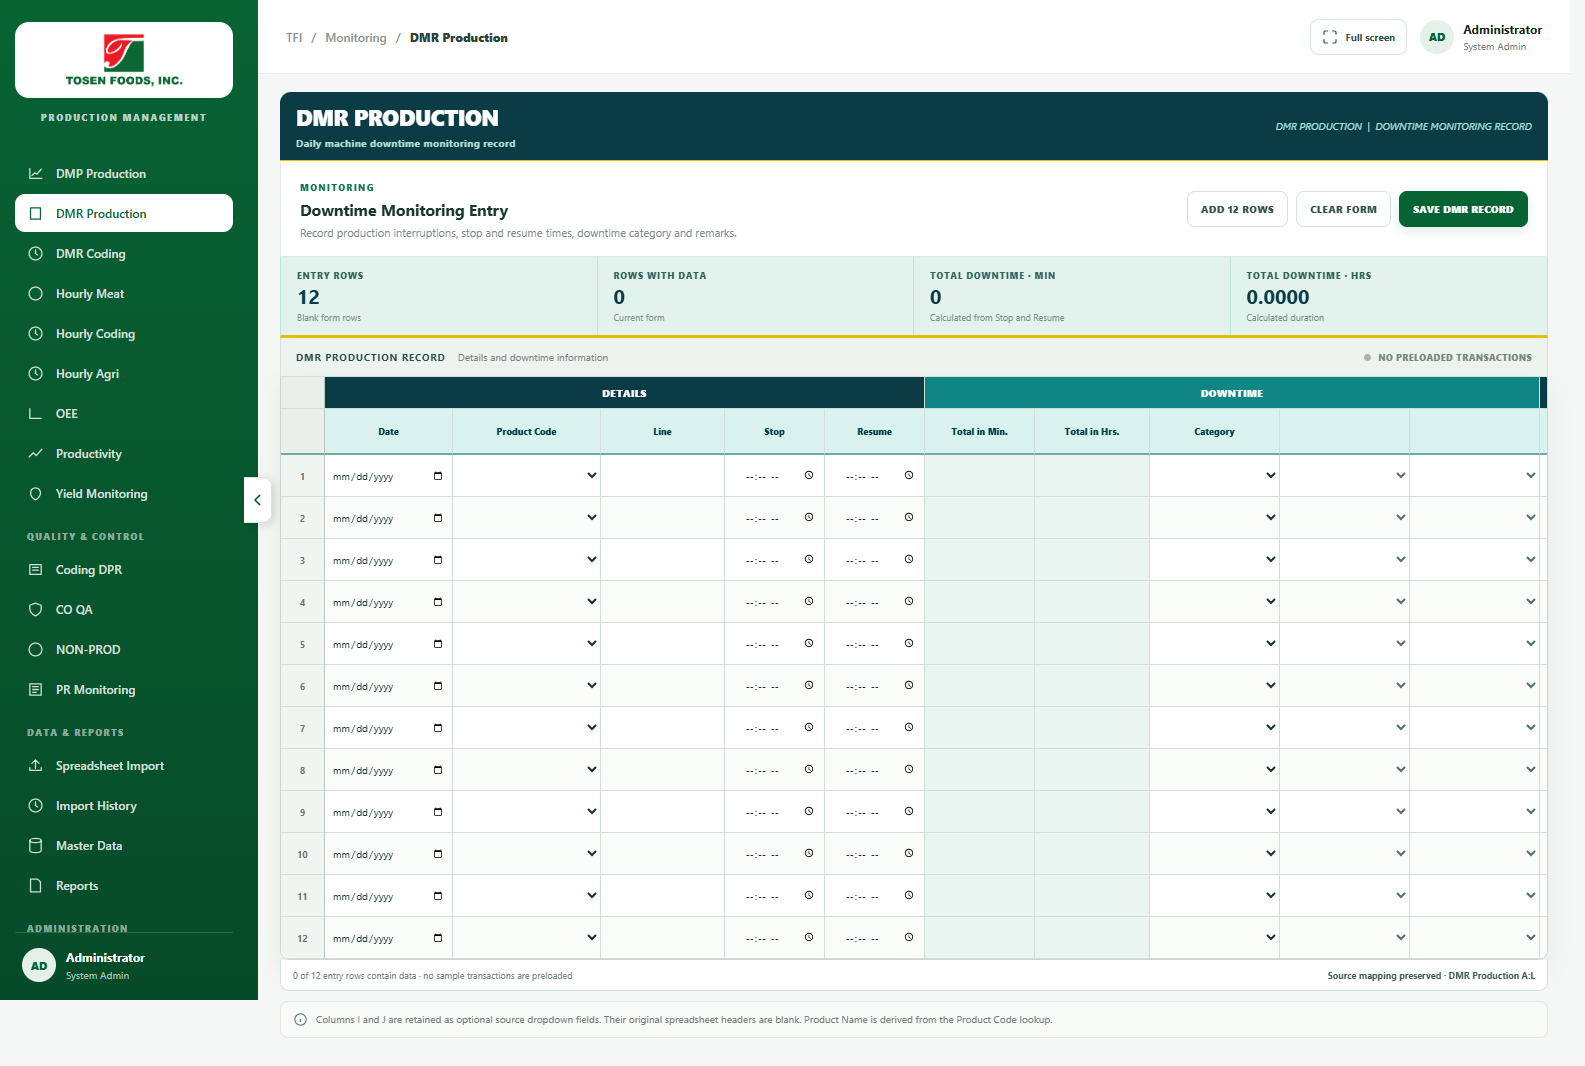 TOSEN FOODS, INC.
PRODUCTION MANAGEMENT
DMP Production
DMR Production
DMR Coding
Hourly Meat
Hourly Coding
Hourly Agri
OEE
Productivity
Yield Monitoring
QUALITY & CONTROL
Coding DPR
CO QA
NON-PROD
PR Monitoring
DATA & REPORTS
Spreadsheet Import
Import History
Master Data
Reports
ADMINISTRATION
AD
Administrator
System Admin
TFI / Monitoring / DMR Production
Full screen
AD
Administrator
System Admin
DMR PRODUCTION
Daily machine downtime monitoring record
DMR PRODUCTION | DOWNTIME MONITORING RECORD
MONITORING
Downtime Monitoring Entry
Record production interruptions, stop and resume times, downtime category and remarks.
ADD 12 ROWS CLEAR FORM SAVE DMR RECORD
ENTRY ROWS
12
Blank form rows
ROWS WITH DATA
0
Current form
TOTAL DOWNTIME · MIN
0
Calculated from Stop and Resume
TOTAL DOWNTIME · HRS
0.0000
Calculated duration
DMR PRODUCTION RECORD Details and downtime information NO PRELOADED TRANSACTIONS
DETAILS DOWNTIME
Date Product Code Line Stop Resume Total in Min. Total in Hrs. Category
1 mm/dd/yyyy --:-- -- --:-- --
2 mm/dd/yyyy --:-- -- --:-- --
3 mm/dd/yyyy --:-- -- --:-- --
4 mm/dd/yyyy --:-- -- --:-- --
5 mm/dd/yyyy --:-- -- --:-- --
6 mm/dd/yyyy --:-- -- --:-- --
7 mm/dd/yyyy --:-- -- --:-- --
8 mm/dd/yyyy --:-- -- --:-- --
9 mm/dd/yyyy --:-- -- --:-- --
10 mm/dd/yyyy --:-- -- --:-- --
11 mm/dd/yyyy --:-- -- --:-- --
12 mm/dd/yyyy --:-- -- --:-- --
0 of 12 entry rows contain data · no sample transactions are preloaded
Source mapping preserved · DMR Production A:L
Columns I and J are retained as optional source dropdown fields. Their original spreadsheet headers are blank. Product Name is derived from the Product Code lookup.